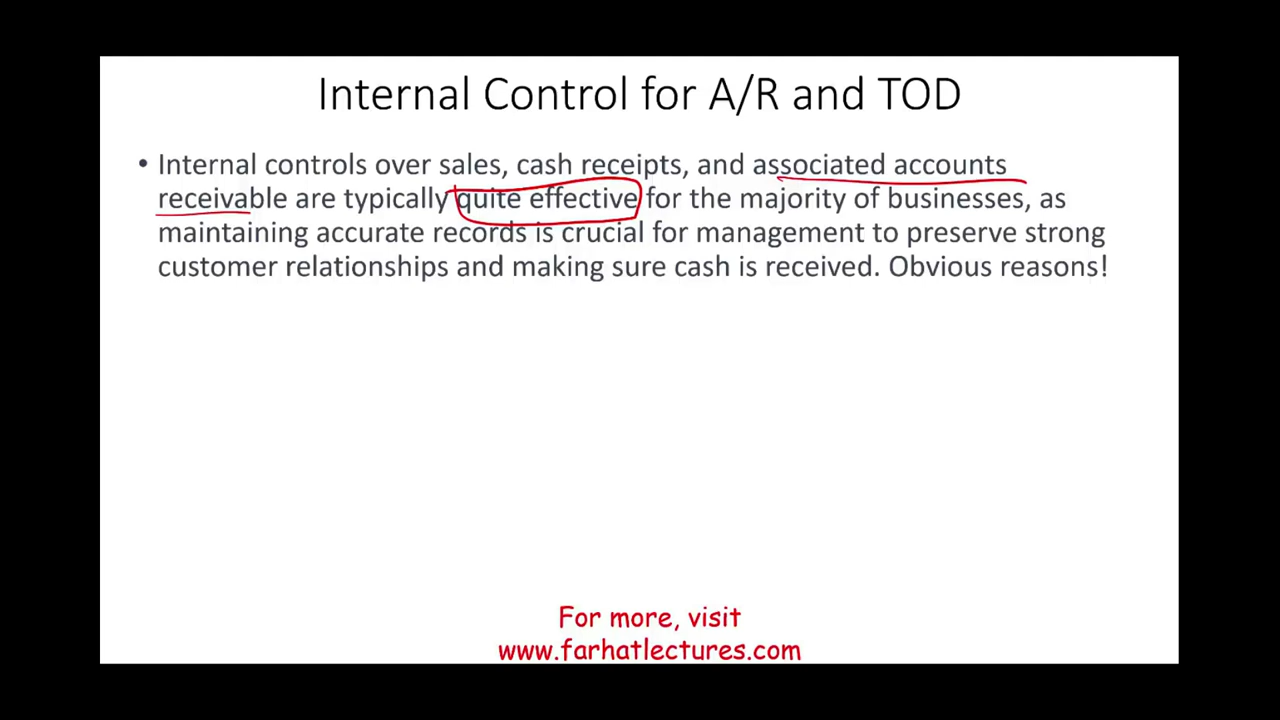 Internal Control for A/R and TOD
• Internal controls over sales, cash receipts, and associated accounts
receivable are typically quite effective for the majority of businesses, as
maintaining accurate records is crucial for management to preserve strong
customer relationships and making sure cash is received. Obvious reasons!
For more, visit
www.farhatlectures.com